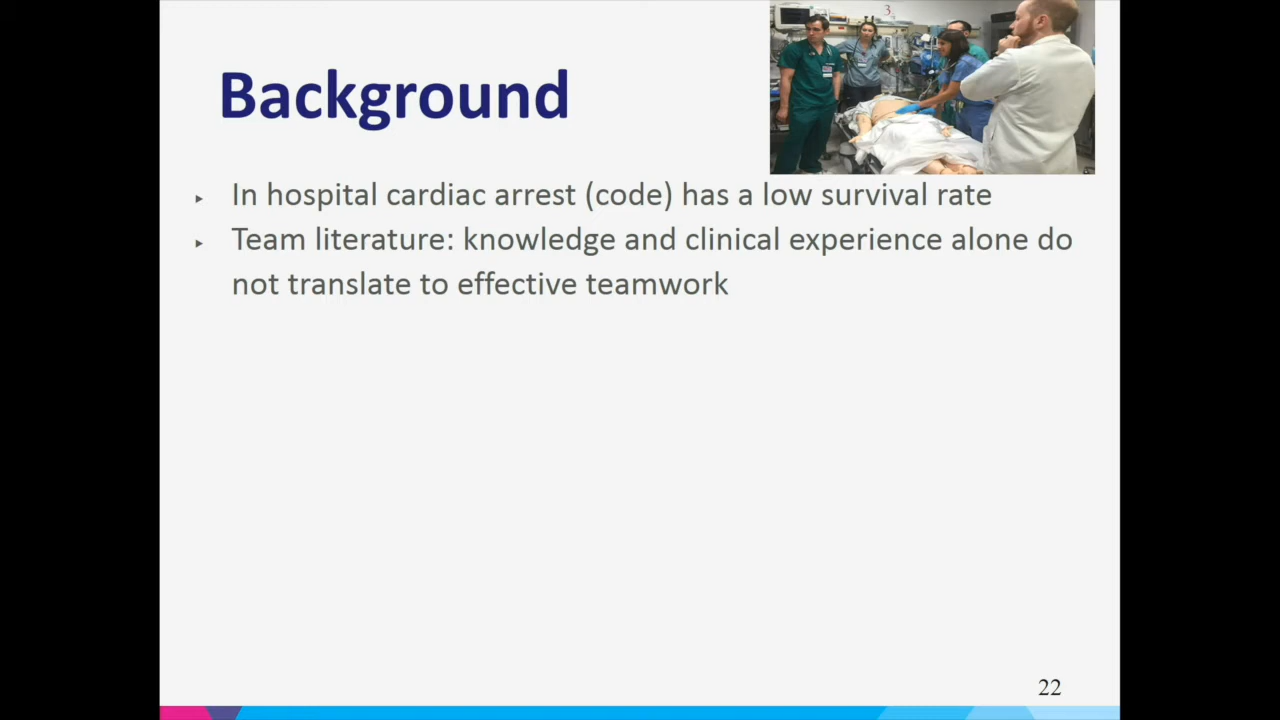 3
Background
▸ In hospital cardiac arrest (code) has a low survival rate
▸ Team literature: knowledge and clinical experience alone do
not translate to effective teamwork
22